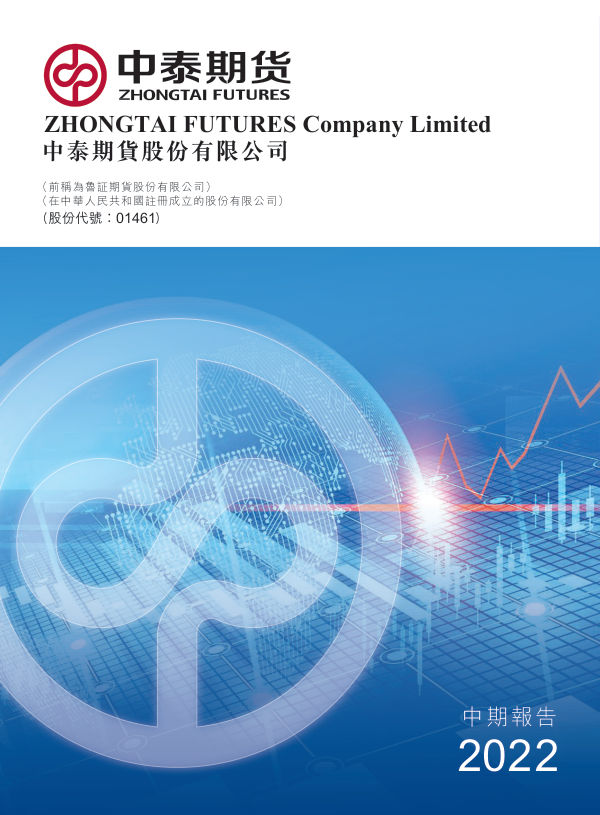 中泰期货
ZHONGTAI FUTURES
ZHONGTAI FUTURES Company Limited
中泰期貨股份有限公司
（前稱為魯証期貨股份有限公司）
（在中華人民共和國註冊成立的股份有限公司）
（股份代號：01461）
中期報告
2022